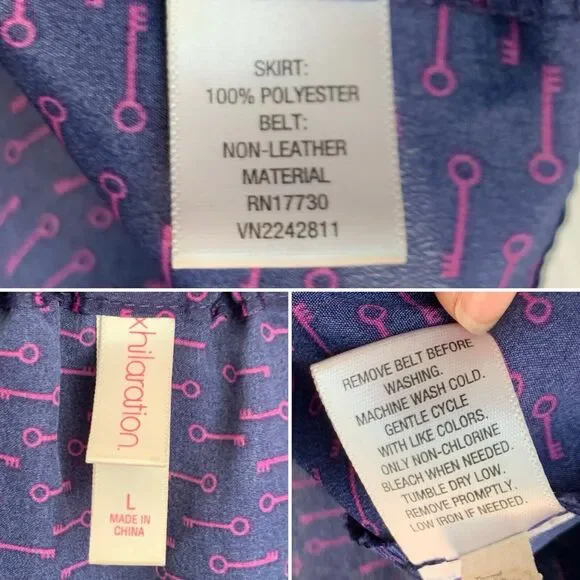 SKIRT:
100% POLYESTER
BELT:
NON-LEATHER
MATERIAL
RN17730
VN2242811
xhilaration.
L
MADE IN
CHINA
REMOVE BELT BEFORE
WASHING.
MACHINE WASH COLD.
GENTLE CYCLE
WITH LIKE COLORS.
ONLY NON-CHLORINE
BLEACH WHEN NEEDED.
TUMBLE DRY LOW.
REMOVE PROMPTLY.
LOW IRON IF NEEDED.